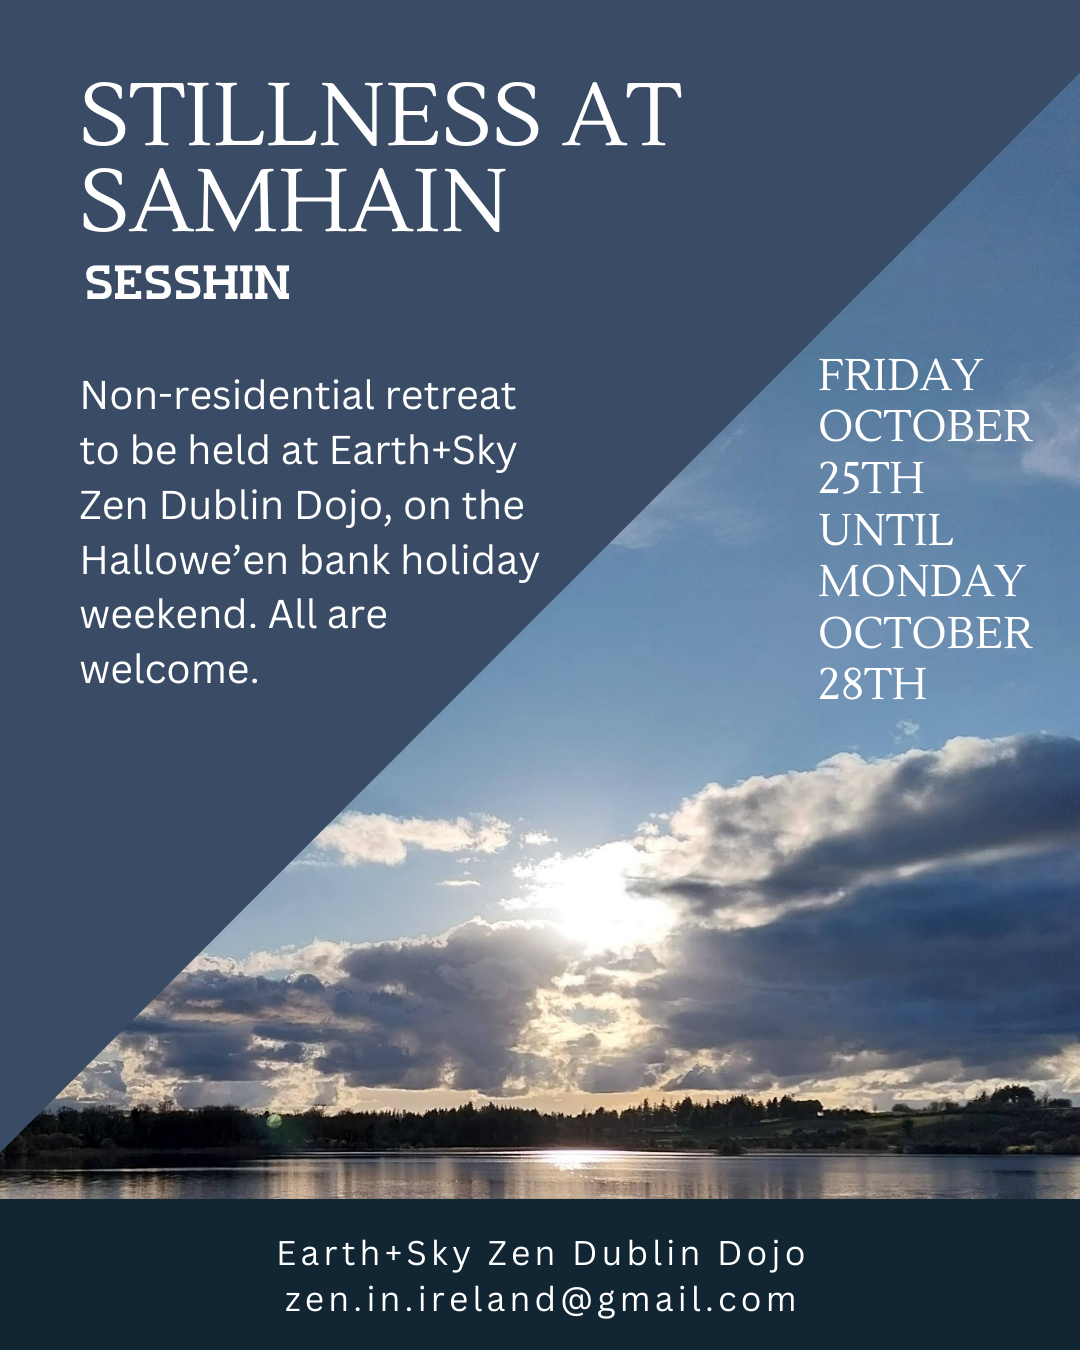 STILLNESS AT
SAMHAIN
SESSHIN
Non-residential retreat
to be held at Earth+Sky
Zen Dublin Dojo, on the
Hallowe’en bank holiday
weekend. All are
welcome.
FRIDAY
OCTOBER
25TH
UNTIL
MONDAY
OCTOBER
28TH
Earth+Sky Zen Dublin Dojo
zen.in.ireland@gmail.com